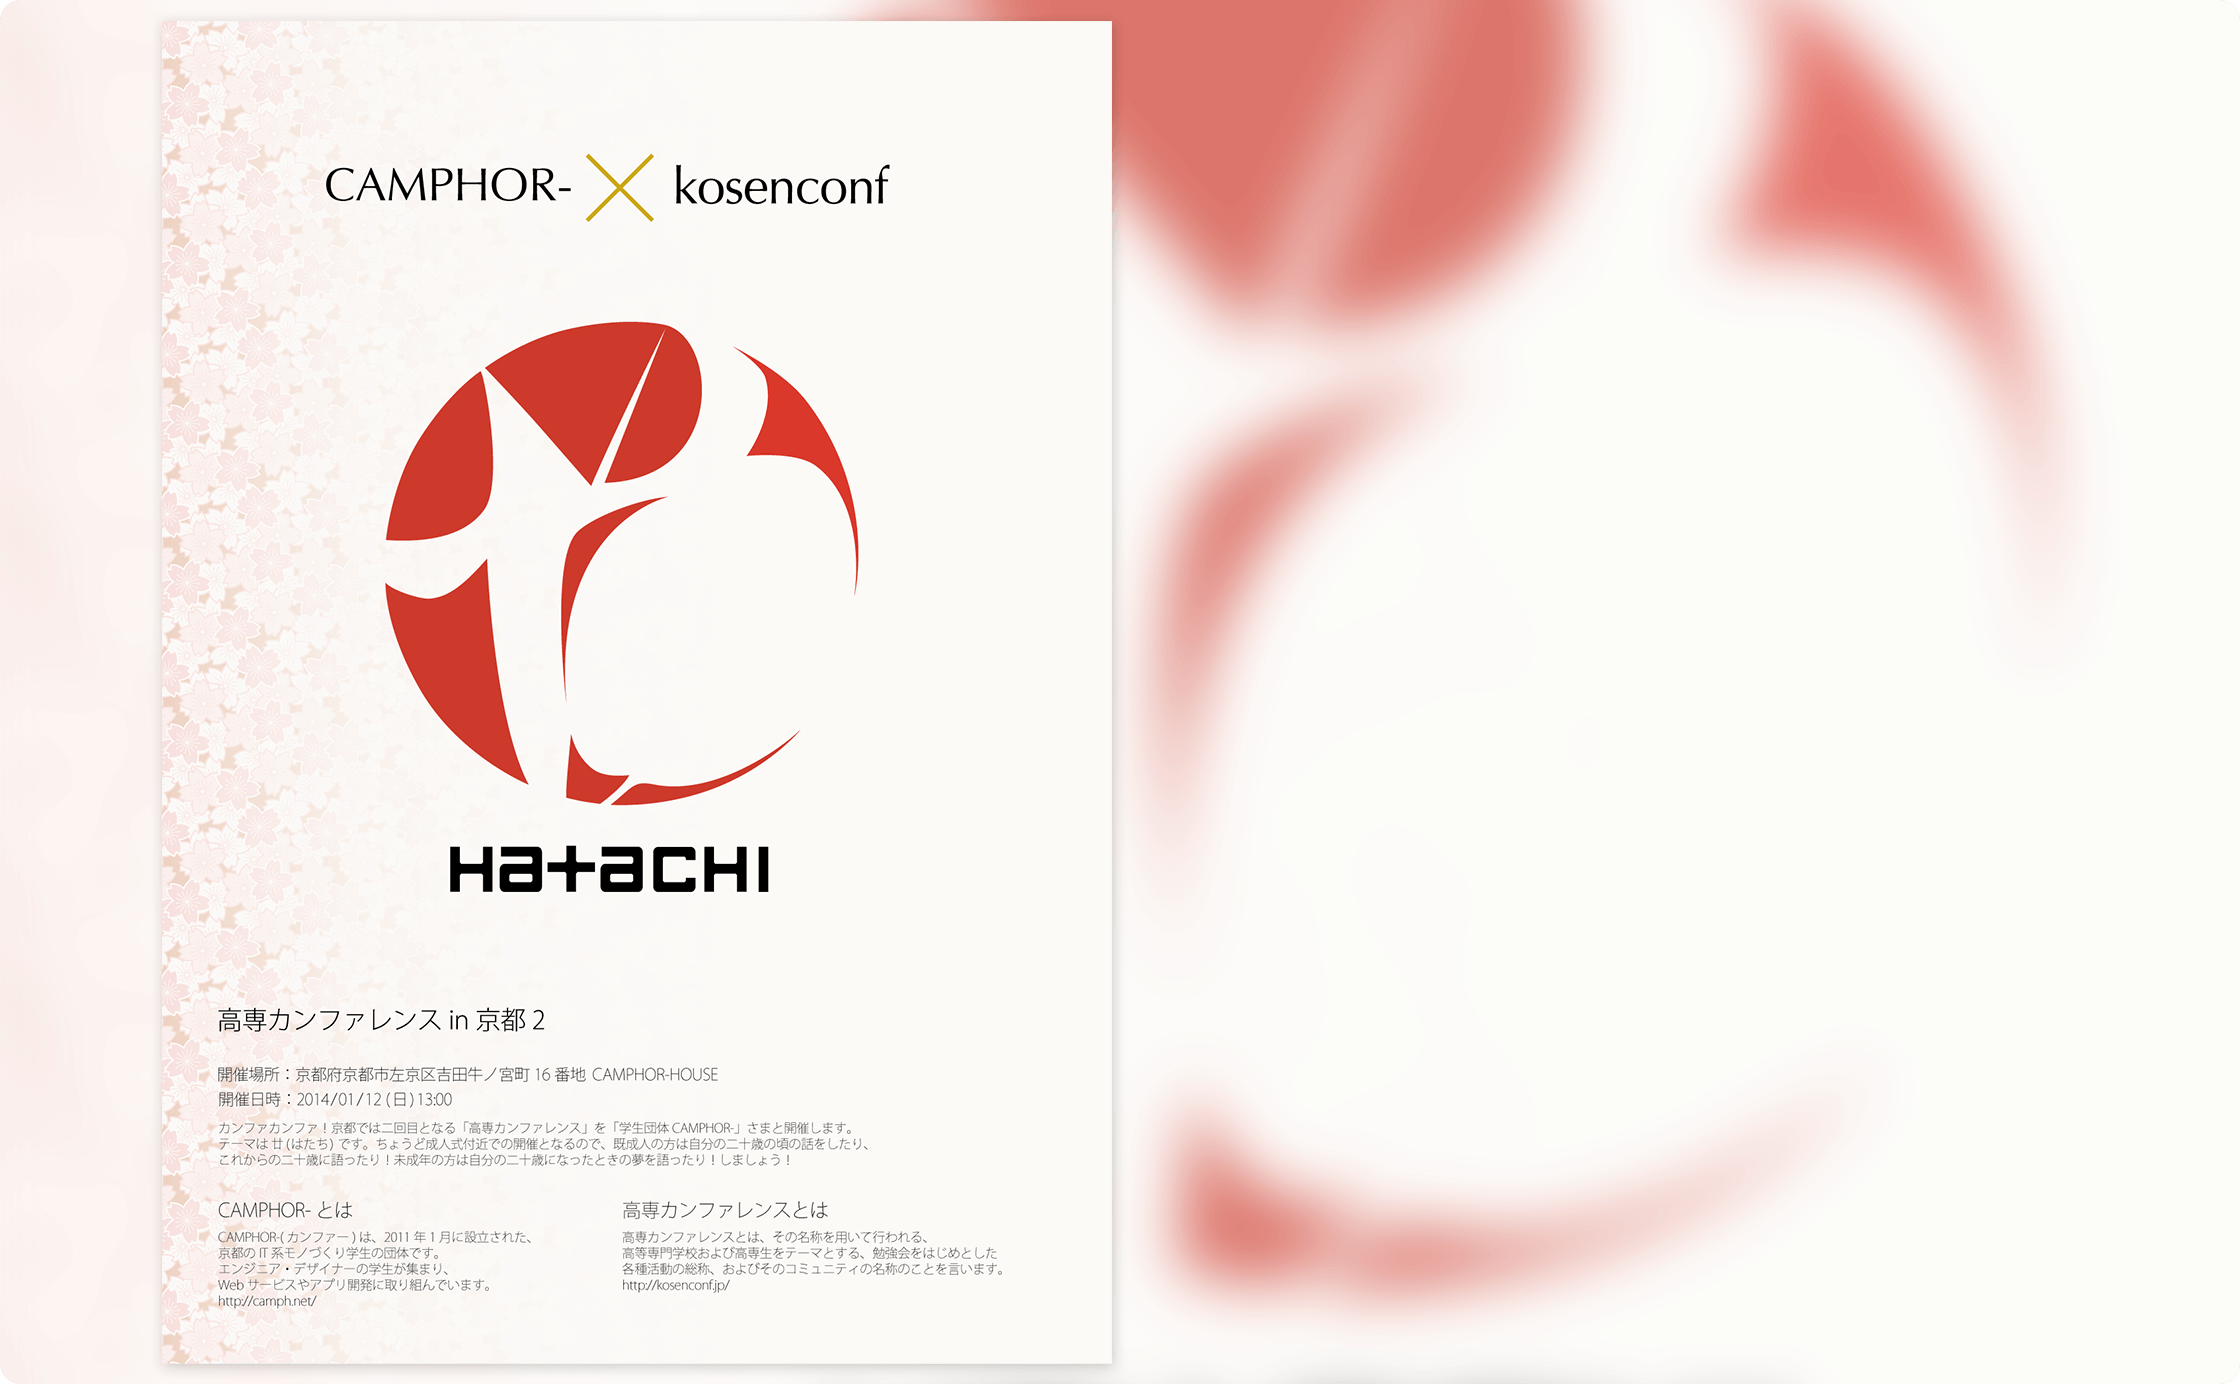 CAMPHOR- × kosenconf
HatacHI
高専カンファレンス in 京都 2
開催場所：京都府京都市左京区吉田牛ノ宮町 16 番地 CAMPHOR-HOUSE
開催日時：2014/01/12 (日) 13:00
カンファカンファ！京都では二回目となる「高専カンファレンス」を「学生団体 CAMPHOR-」さまと開催します。
テーマは 廿 (はたち) です。ちょうど成人式付近での開催となるので、既成人の方は自分の二十歳の頃の話をしたり、
これからの二十歳に語ったり！未成年の方は自分の二十歳になったときの夢を語ったり！しましょう！
CAMPHOR- とは
CAMPHOR-( カンファー ) は、2011 年 1 月に設立された、
京都の IT 系モノづくり学生の団体です。
エンジニア・デザイナーの学生が集まり、
Web サービスやアプリ開発に取り組んでいます。
http://camph.net/
高専カンファレンスとは
高専カンファレンスとは、その名称を用いて行われる、
高等専門学校および高専生をテーマとする、勉強会をはじめとした
各種活動の総称、およびそのコミュニティの名称のことを言います。
http://kosenconf.jp/